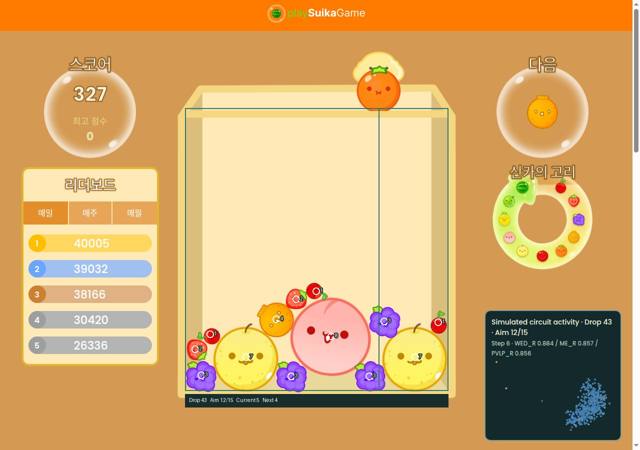 playSuikaGame
스코어
327
최고 점수
0
다음
리더보드
매일 매주 매월
1 40005
2 39032
3 38166
4 30420
5 26336
신카의 고리
Simulated circuit activity · Drop 43
· Aim 12/15
Step 6 · WED_R 0.884 / ME_R 0.857 /
PVLP_R 0.856
Drop 43 Aim 12/15 Current 5 Next 4